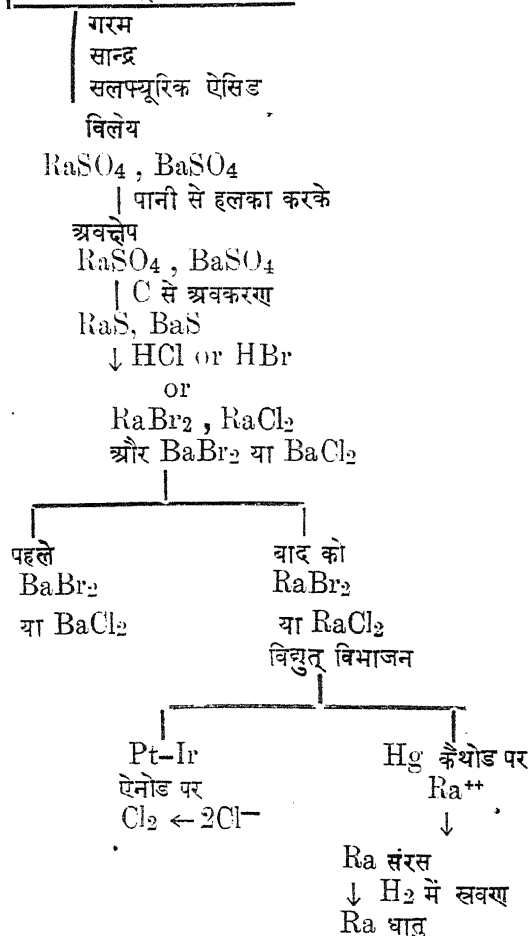 गरम
सान्द्र
सलफ्यूरिक ऐसिड
विलेय
RaSO4 , BaSO4
पानी से हलका करके
अवक्षेप
RaSO4 , BaSO4
C से अवकरण
RaS, BaS
↓ HCl or HBr
or
RaBr2 , RaCl2
और BaBr2 या BaCl2
पहले बाद को
BaBr2 RaBr2
या BaCl2 या RaCl2
विद्युत् विभाजन
Pt–Ir Hg कैथोड पर
ऐनोड पर Ra++
Cl2 ← 2Cl— ↓
Ra संरस
↓ H2 में स्रवण
Ra धातु